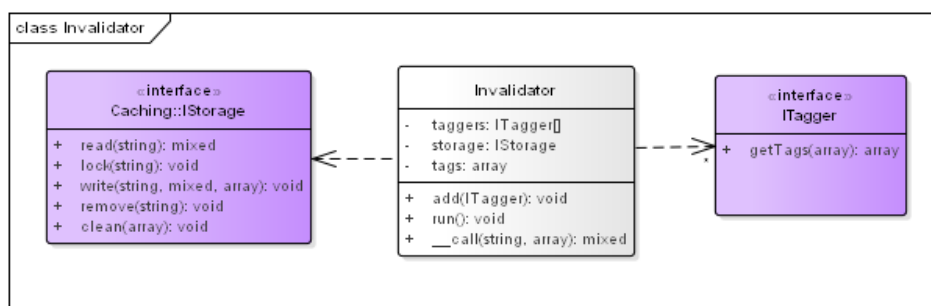 class Invalidator
«interface»
Caching::IStorage
+ read(string): mixed
+ lock(string): void
+ write(string, mixed, array): void
+ remove(string): void
+ clean(array): void
Invalidator
- taggers: ITagger[]
- storage: IStorage
- tags: array
+ add(ITagger): void
+ run(): void
+ __call(string, array): mixed
*
«interface»
ITagger
+ getTags(array): array